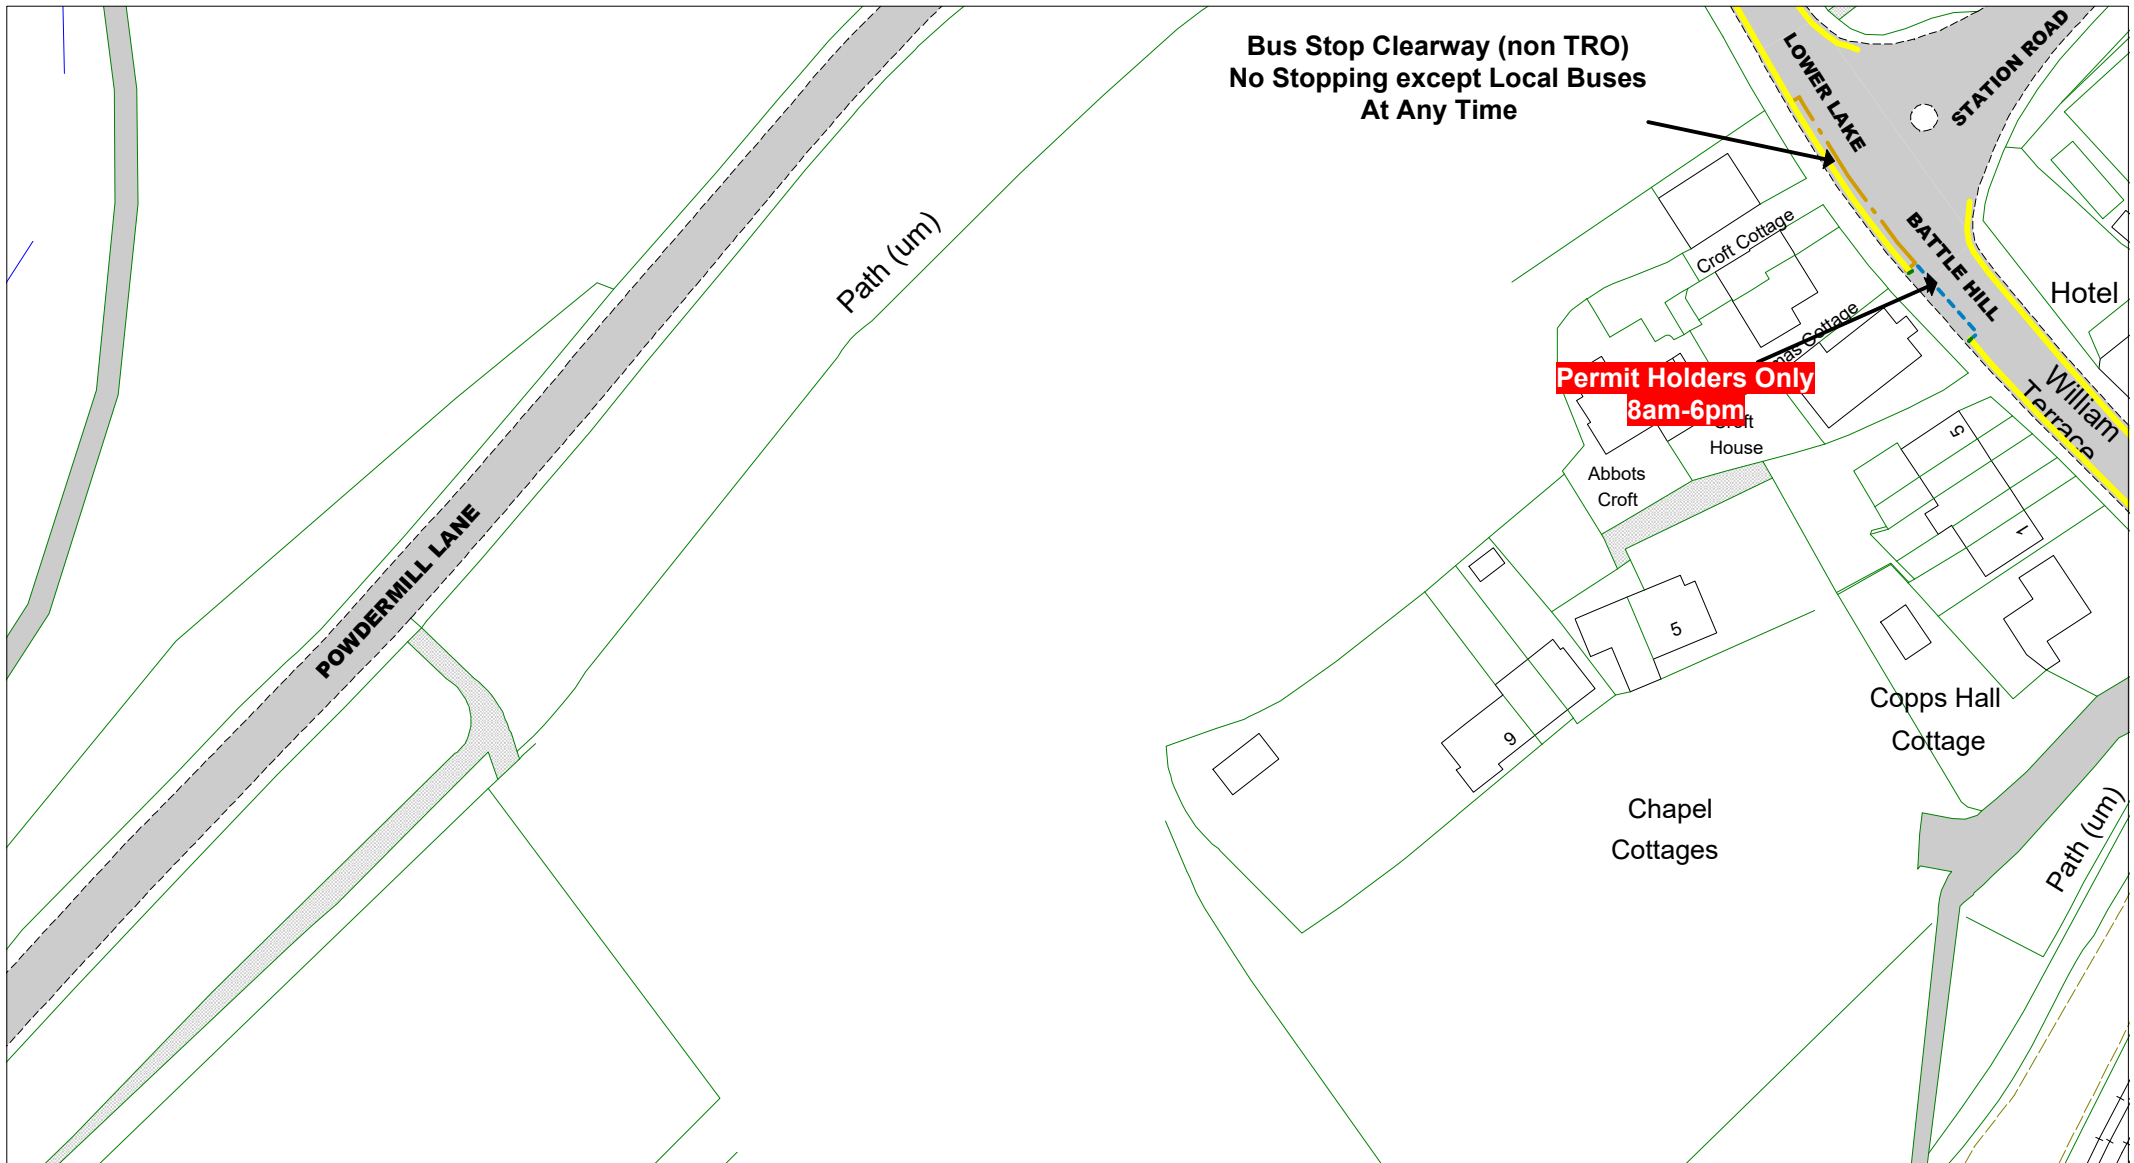 Bus Stop Clearway (non TRO)
No Stopping except Local Buses
At Any Time
LOWER LAKE
STATION ROAD
Path (um)
Croft Cottage
BATTLE HILL
Hotel
Cottage
Permit Holders Only
8am-6pm
House
William
Terrace
Abbots
Croft
5
1
POWDERMILL LANE
5
9
Copps Hall
Cottage
Chapel
Cottages
Path (um)